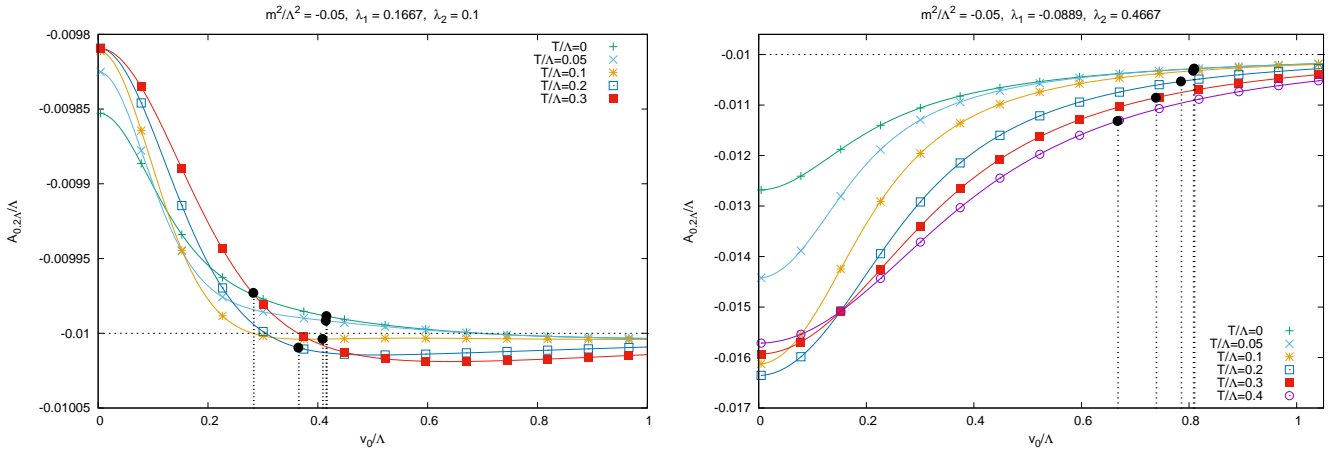 m²/Λ² = -0.05, λ₁ = 0.1667, λ₂ = 0.1
-0.0098
-0.00985
-0.0099
-0.00995
-0.01
-0.01005
A₀.₂Λ/Λ
T/Λ=0
T/Λ=0.05
T/Λ=0.1
T/Λ=0.2
T/Λ=0.3
0 0.2 0.4 0.6 0.8 1
v₀/Λ
m²/Λ² = -0.05, λ₁ = -0.0889, λ₂ = 0.4667
-0.01
-0.011
-0.012
-0.013
-0.014
-0.015
-0.016
-0.017
A₀.₂Λ/Λ
T/Λ=0
T/Λ=0.05
T/Λ=0.1
T/Λ=0.2
T/Λ=0.3
T/Λ=0.4
0 0.2 0.4 0.6 0.8 1
v₀/Λ